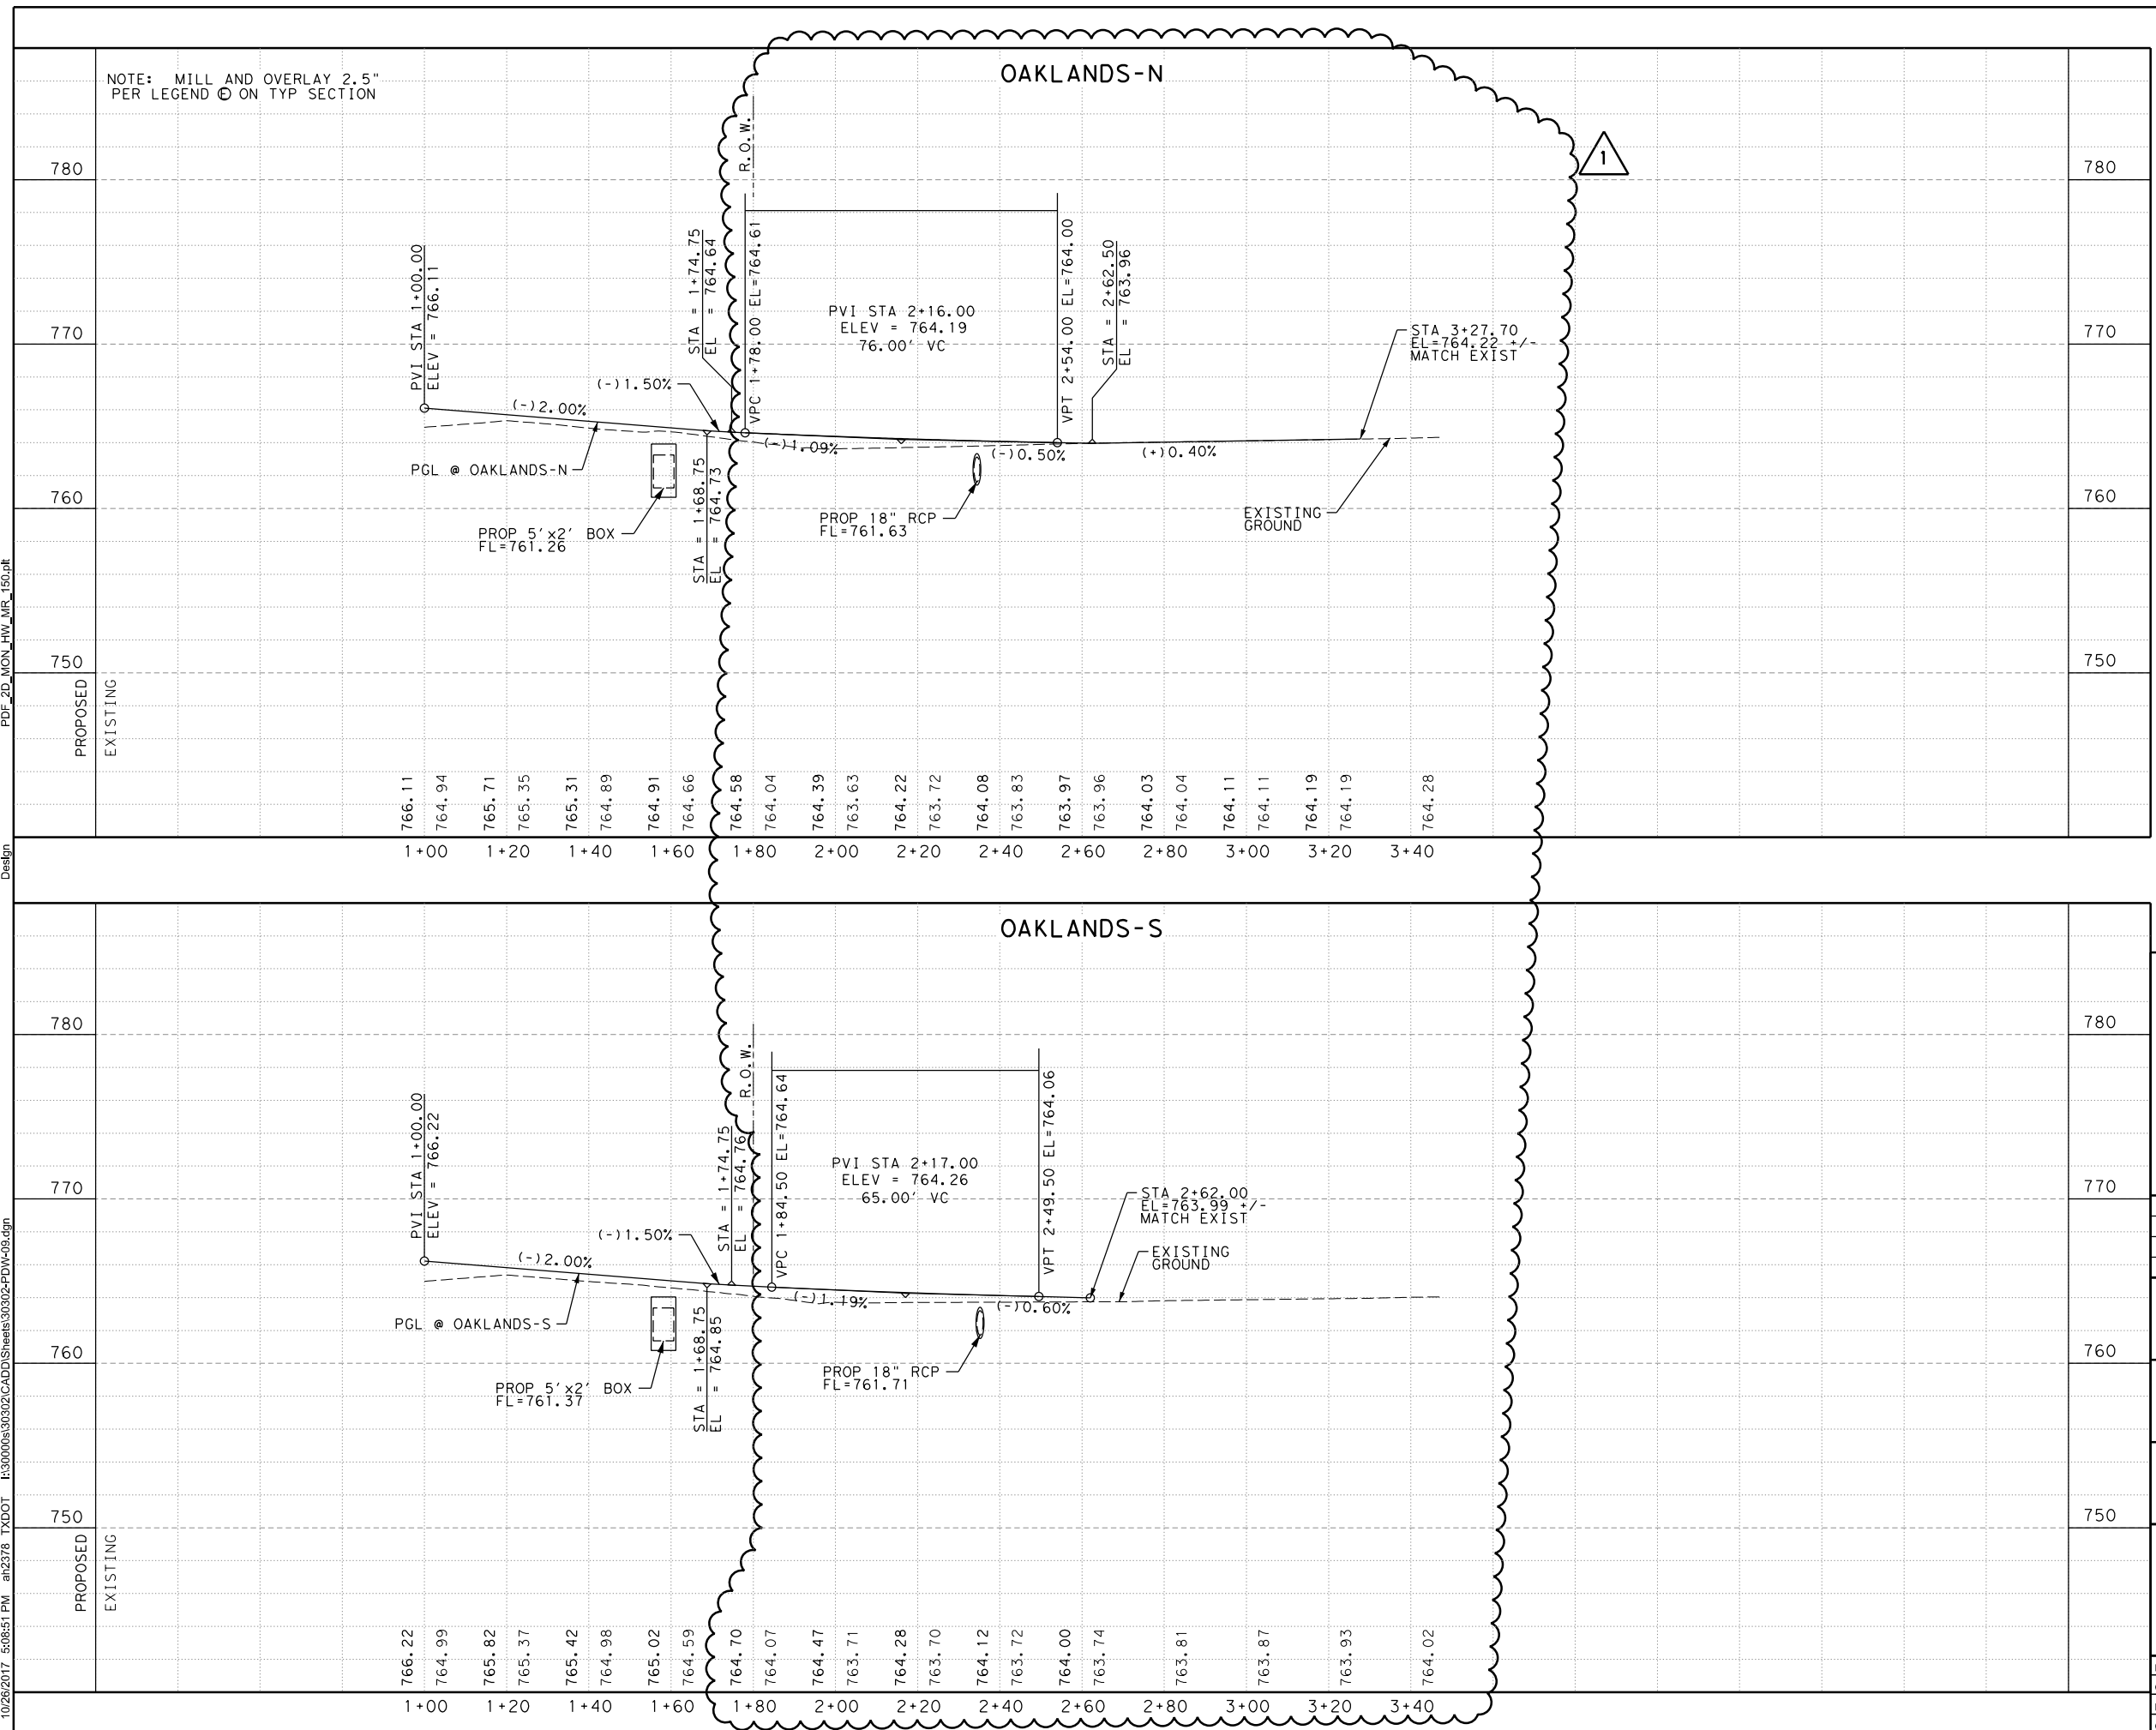 OAKLANDS-N
NOTE: MILL AND OVERLAY 2.5"
PER LEGEND Ⓔ ON TYP SECTION
1
R.O.W.
780
780
770
770
760
760
750
750
PVI STA 1+00.00
ELEV = 766.11
STA = 1+74.75
EL = 764.64
VPC 1+78.00 EL=764.61
PVI STA 2+16.00
ELEV = 764.19
76.00' VC
VPT 2+54.00 EL=764.00
STA = 2+62.50
EL = 763.96
STA 3+27.70
EL=764.22 +/-
MATCH EXIST
(-)1.50%
(-)2.00%
(-)1.09%
(-)0.50%
(+)0.40%
PGL @ OAKLANDS-N
STA = 1+68.75
EL = 764.73
PROP 5'x2' BOX
FL=761.26
PROP 18" RCP
FL=761.63
EXISTING
GROUND
PROPOSED
EXISTING
766.11 764.94 765.71 765.35 765.31 764.89 764.91 764.66 764.58 764.04 764.39 763.63 764.22 763.72 764.08 763.83 763.97 763.96 764.03 764.04 764.11 764.11 764.19 764.19 764.28
1+00 1+20 1+40 1+60 1+80 2+00 2+20 2+40 2+60 2+80 3+00 3+20 3+40
OAKLANDS-S
R.O.W.
780
780
770
770
760
760
750
750
PVI STA 1+00.00
ELEV = 766.22
STA = 1+74.75
EL = 764.76
VPC 1+84.50 EL=764.64
PVI STA 2+17.00
ELEV = 764.26
65.00' VC
VPT 2+49.50 EL=764.06
STA 2+62.00
EL=763.99 +/-
MATCH EXIST
EXISTING
GROUND
(-)1.50%
(-)2.00%
(-)1.19%
(-)0.60%
PGL @ OAKLANDS-S
STA = 1+68.75
EL = 764.85
PROP 5'x2' BOX
FL=761.37
PROP 18" RCP
FL=761.71
PROPOSED
EXISTING
766.22 764.99 765.82 765.37 765.42 764.98 765.02 764.59 764.70 764.07 764.47 763.71 764.28 763.70 764.12 763.72 764.00 763.74 763.81 763.87 763.93 764.02
1+00 1+20 1+40 1+60 1+80 2+00 2+20 2+40 2+60 2+80 3+00 3+20 3+40
PDF_2D_MON_HW_MR_150.plt
Design
10/26/2017 5:08:51 PM ah2378 TXDOT I:\30000s\30302\CADD\Sheets\30302-PDW-09.dgn